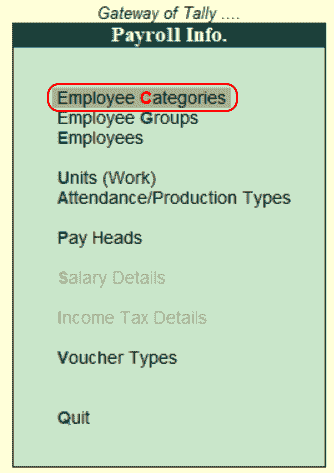 Gateway of Tally ....
Payroll Info.
Employee Categories
Employee Groups
Employees
Units (Work)
Attendance/Production Types
Pay Heads
Salary Details
Income Tax Details
Voucher Types
Quit